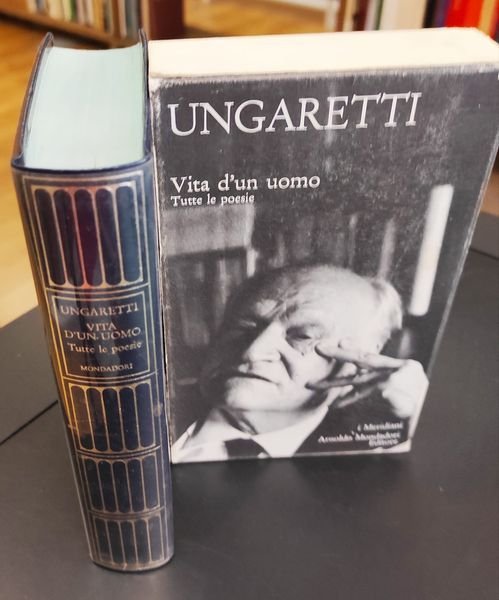 UNGARETTI
VITA
D'UN UOMO
Tutte le poesie
MONDADORI
UNGARETTI
Vita d'un uomo
Tutte le poesie
i Meridiani
Arnoldo Mondadori
Editore